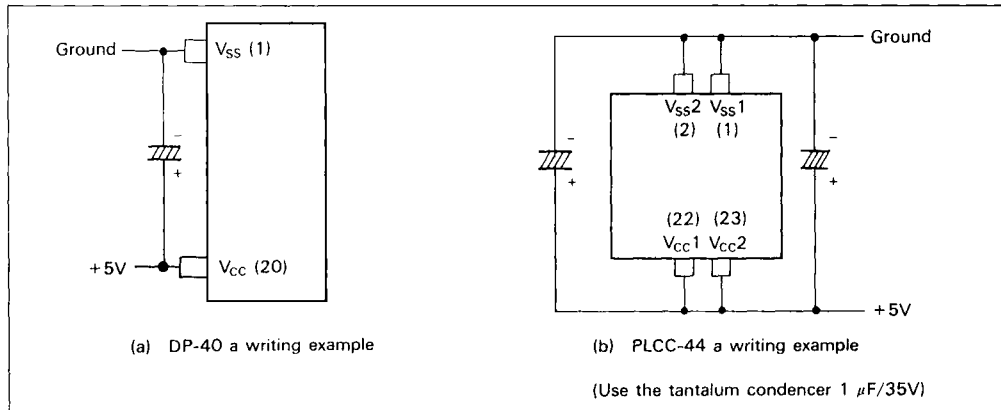 Ground
VSS (1)
−
+
+5V
VCC (20)
(a) DP-40 a writing example
Ground
VSS2 VSS1
(2) (1)
−
+
−
+
(22) (23)
VCC1 VCC2
+5V
(b) PLCC-44 a writing example
(Use the tantalum condencer 1 μF/35V)